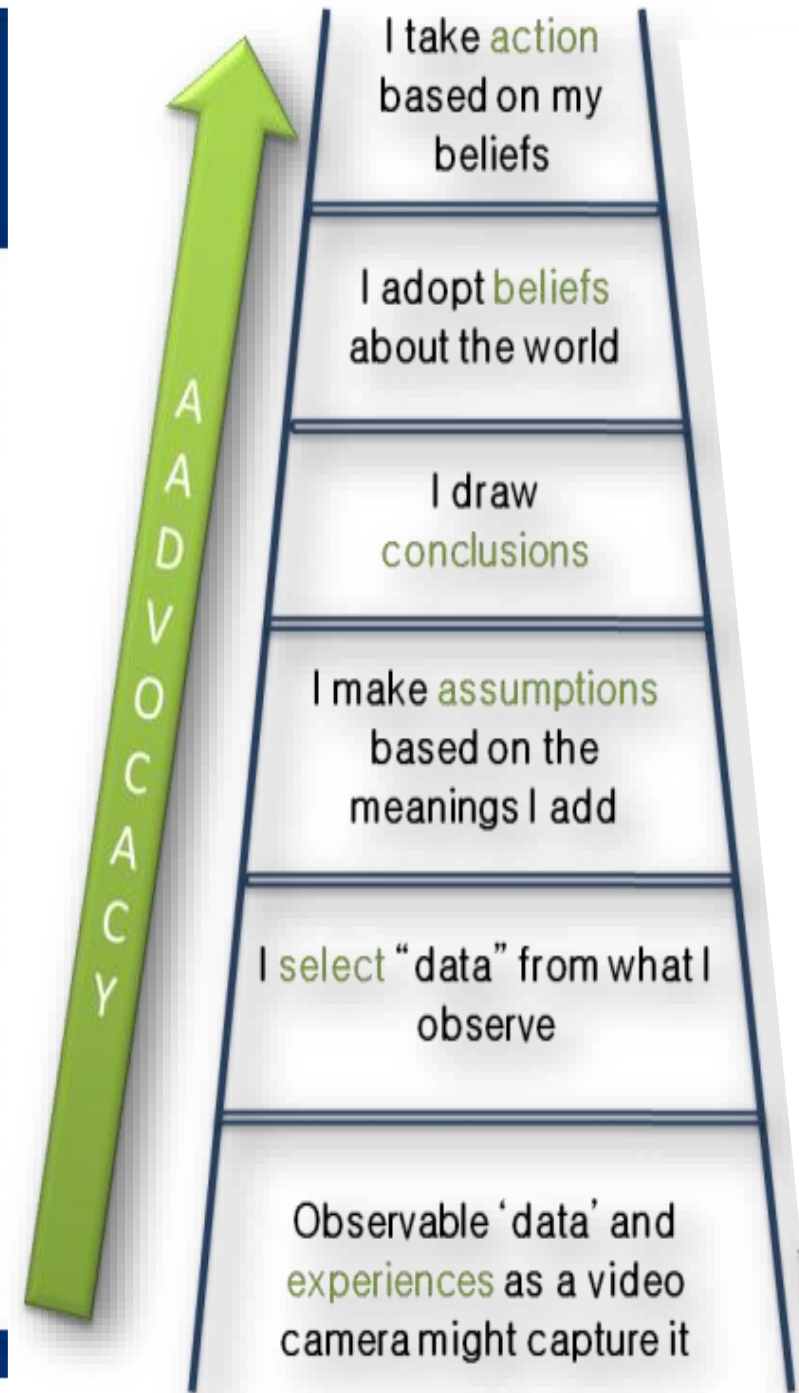 I take action
based on my
beliefs
I adopt beliefs
about the world
I draw
conclusions
I make assumptions
based on the
meanings I add
I select “data” from what I
observe
Observable ‘data’ and
experiences as a video
camera might capture it
A
A
D
V
O
C
A
C
Y